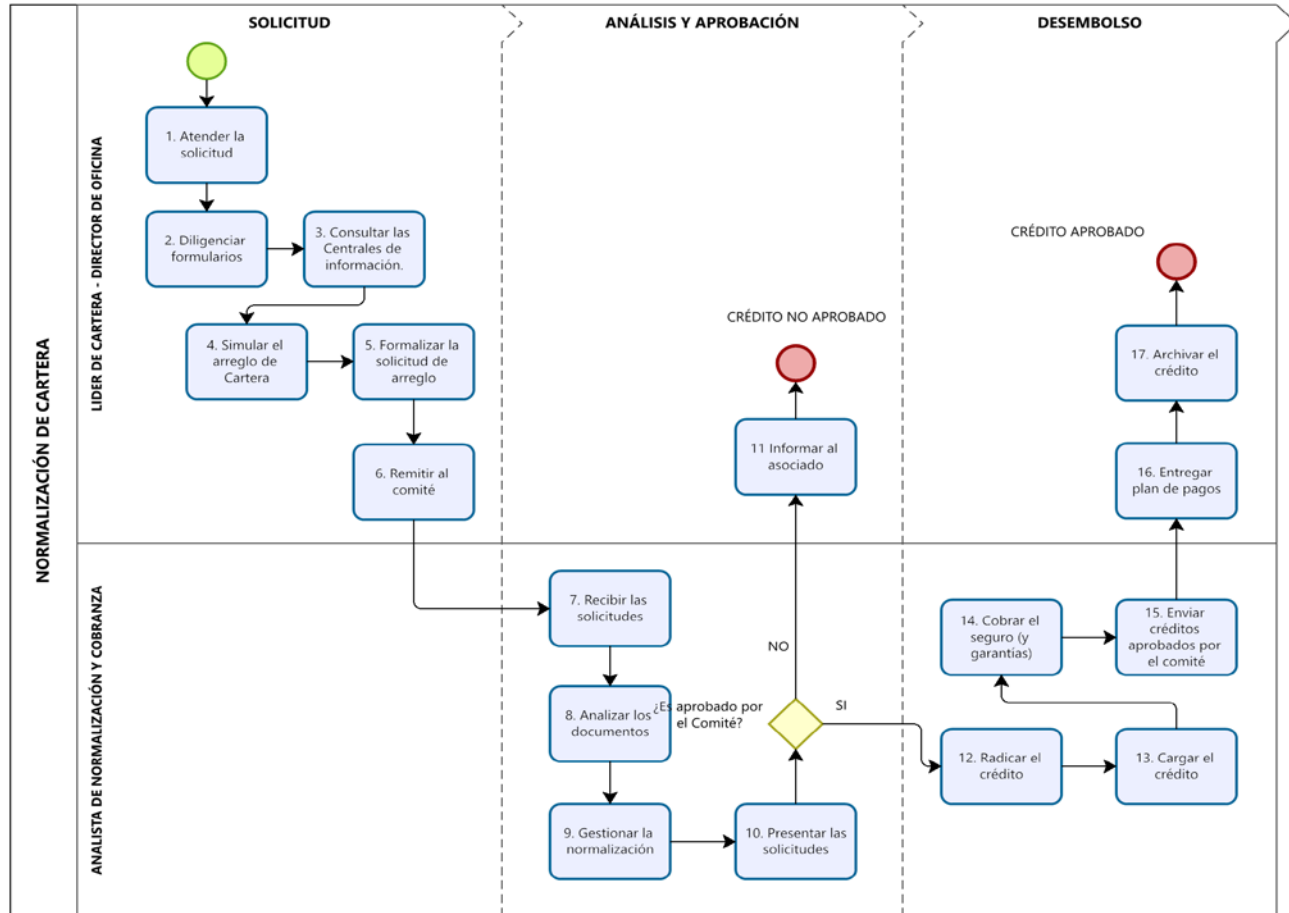 SOLICITUD
ANÁLISIS Y APROBACIÓN
DESEMBOLSO
NORMALIZACIÓN DE CARTERA
LIDER DE CARTERA - DIRECTOR DE OFICINA
1. Atender la
solicitud
2. Diligenciar
formularios
3. Consultar las
Centrales de
información.
4. Simular el
arreglo de
Cartera
5. Formalizar la
solicitud de
arreglo
6. Remitir al
comité
CRÉDITO NO APROBADO
11 Informar al
asociado
CRÉDITO APROBADO
17. Archivar el
crédito
16. Entregar
plan de pagos
ANALISTA DE NORMALIZACIÓN Y COBRANZA
7. Recibir las
solicitudes
8. Analizar los
documentos
9. Gestionar la
normalización
10. Presentar las
solicitudes
¿Es aprobado por
el Comité?
NO
SI
12. Radicar el
crédito
13. Cargar el
crédito
14. Cobrar el
seguro (y
garantías)
15. Enviar
créditos
aprobados por
el comité